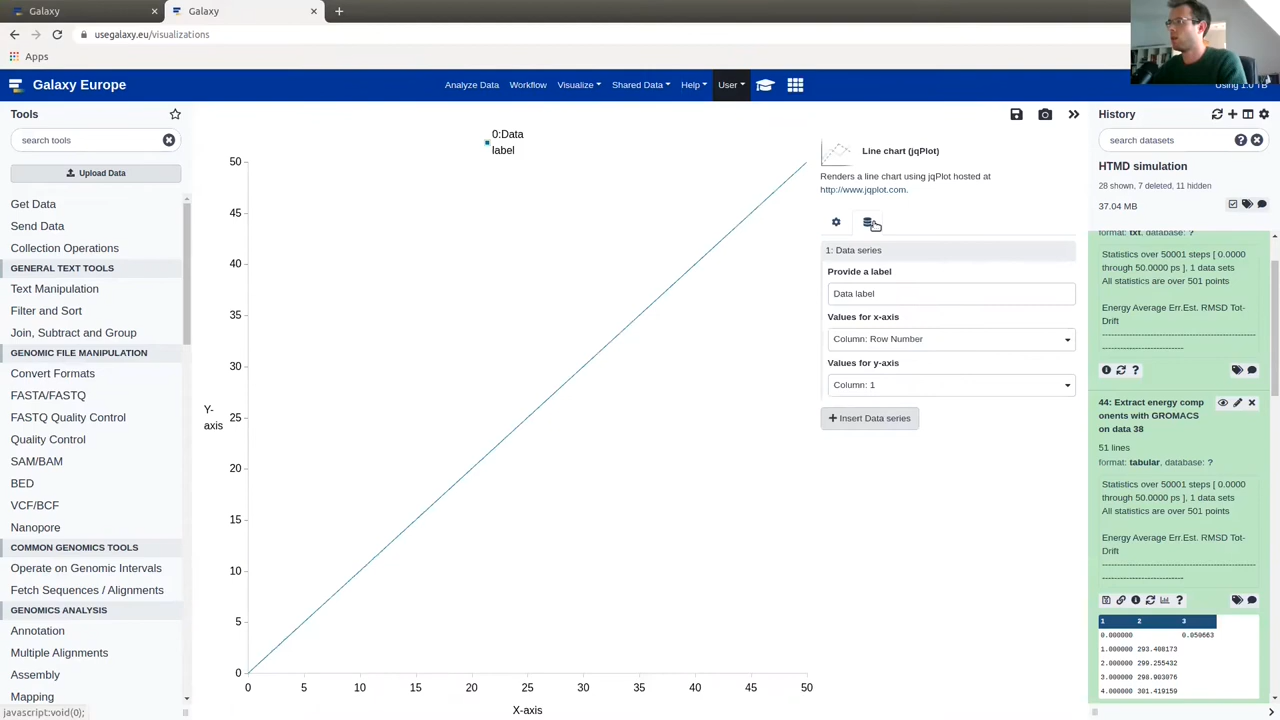 Galaxy
Galaxy
usegalaxy.eu/visualizations
Apps
Galaxy Europe
Analyze Data
Workflow
Visualize
Shared Data
Help
User
Using 1.0 TB
Tools
search tools
Upload Data
Get Data
Send Data
Collection Operations
GENERAL TEXT TOOLS
Text Manipulation
Filter and Sort
Join, Subtract and Group
GENOMIC FILE MANIPULATION
Convert Formats
FASTA/FASTQ
FASTQ Quality Control
Quality Control
SAM/BAM
BED
VCF/BCF
Nanopore
COMMON GENOMICS TOOLS
Operate on Genomic Intervals
Fetch Sequences / Alignments
GENOMICS ANALYSIS
Annotation
Multiple Alignments
Assembly
Mapping
javascript:void(0);
0:Data
label
50
45
40
35
30
25
20
15
10
5
0
Y-
axis
0 5 10 15 20 25 30 35 40 45 50
X-axis
Line chart (jqPlot)
Renders a line chart using jqPlot hosted at
http://www.jqplot.com.
1: Data series
Provide a label
Data label
Values for x-axis
Column: Row Number
Values for y-axis
Column: 1
Insert Data series
History
search datasets
HTMD simulation
28 shown, 7 deleted, 11 hidden
37.04 MB
format: txt, database: ?
Statistics over 50001 steps [ 0.0000
through 50.0000 ps ], 1 data sets
All statistics are over 501 points
Energy Average Err.Est. RMSD Tot-
Drift
44: Extract energy comp
onents with GROMACS
on data 38
51 lines
format: tabular, database: ?
Statistics over 50001 steps [ 0.0000
through 50.0000 ps ], 1 data sets
All statistics are over 501 points
Energy Average Err.Est. RMSD Tot-
Drift
1 2 3
0.000000 0.050663
1.000000 293.408173
2.000000 299.255432
3.000000 298.903076
4.000000 301.419159